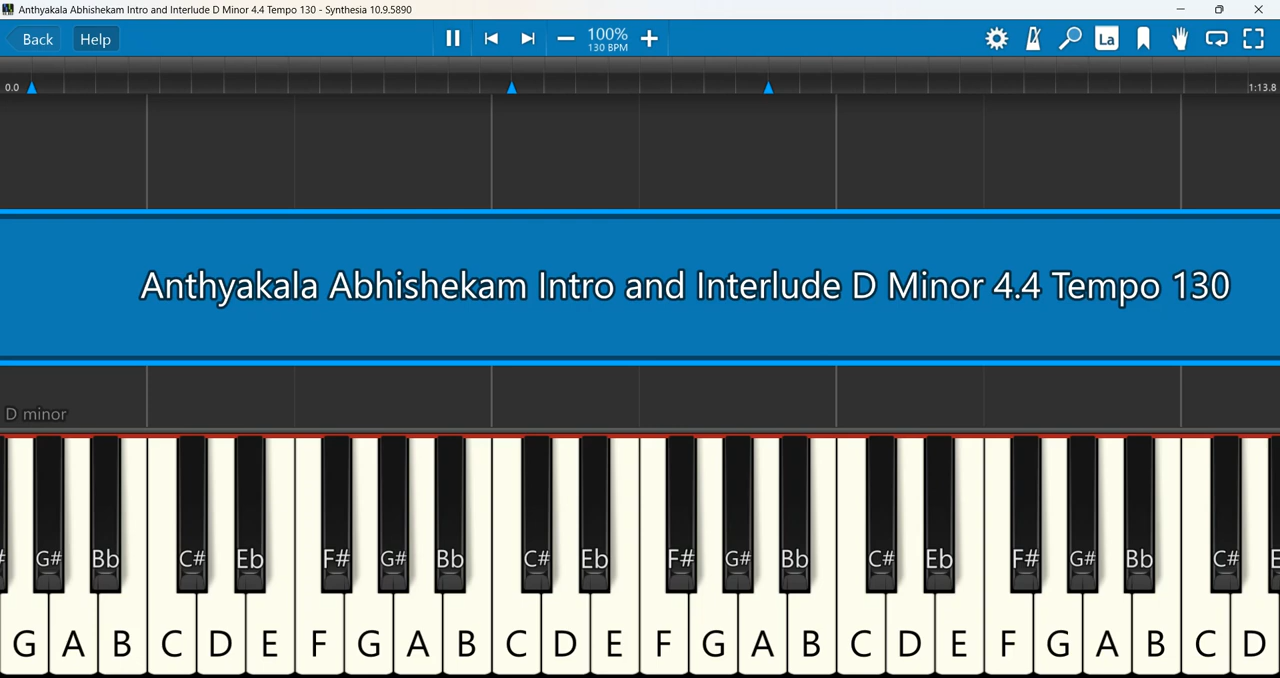 Anthyakala Abhishekam Intro and Interlude D Minor 4.4 Tempo 130 - Synthesia 10.9.5890
Back Help 100% La
130 BPM
0.0 1:13.8
Anthyakala Abhishekam Intro and Interlude D Minor 4.4 Tempo 130
D minor
# G# Bb C# Eb F# G# Bb C# Eb F# G# Bb C# Eb F# G# Bb C# E
G A B C D E F G A B C D E F G A B C D E F G A B C D